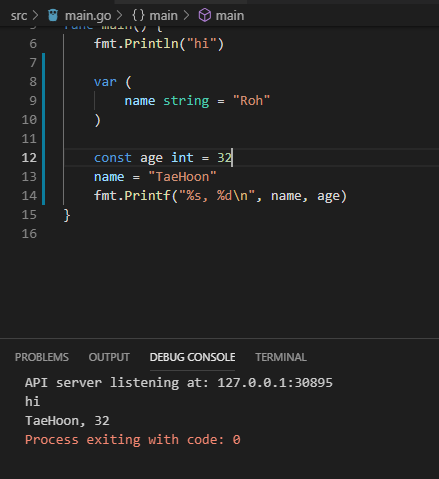 src > main.go > {} main > main
5 func main() {
6 fmt.Println("hi")
7
8 var (
9 name string = "Roh"
10 )
11
12 const age int = 32
13 name = "TaeHoon"
14 fmt.Printf("%s, %d\n", name, age)
15 }
16
PROBLEMS OUTPUT DEBUG CONSOLE TERMINAL
API server listening at: 127.0.0.1:30895
hi
TaeHoon, 32
Process exiting with code: 0